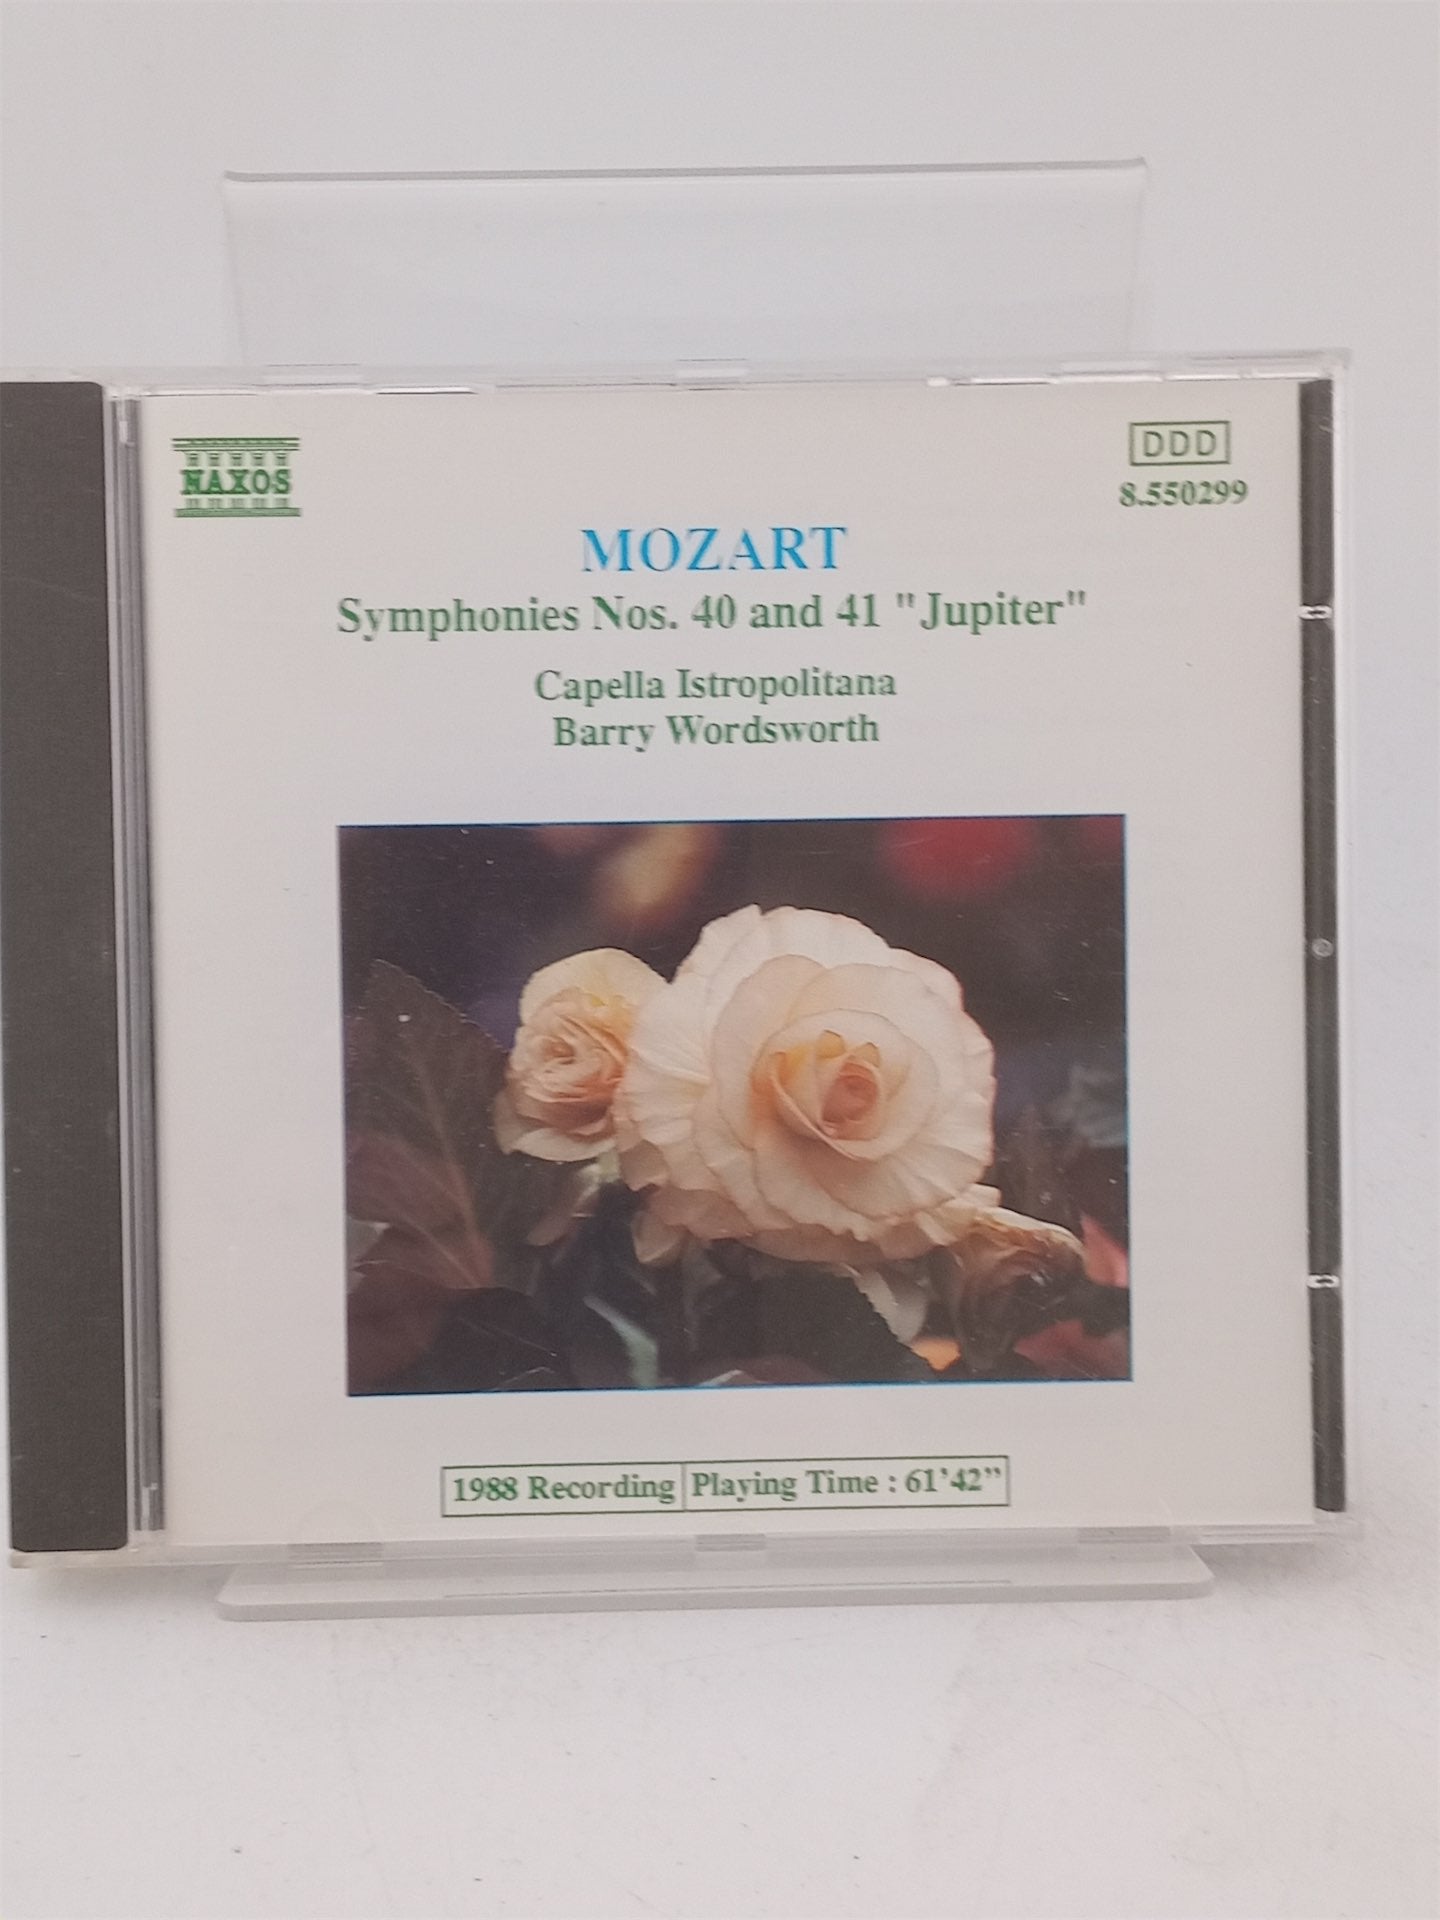 NAXOS
DDD
8.550299
MOZART
Symphonies Nos. 40 and 41 "Jupiter"
Capella Istropolitana
Barry Wordsworth
1988 Recording Playing Time : 61'42”